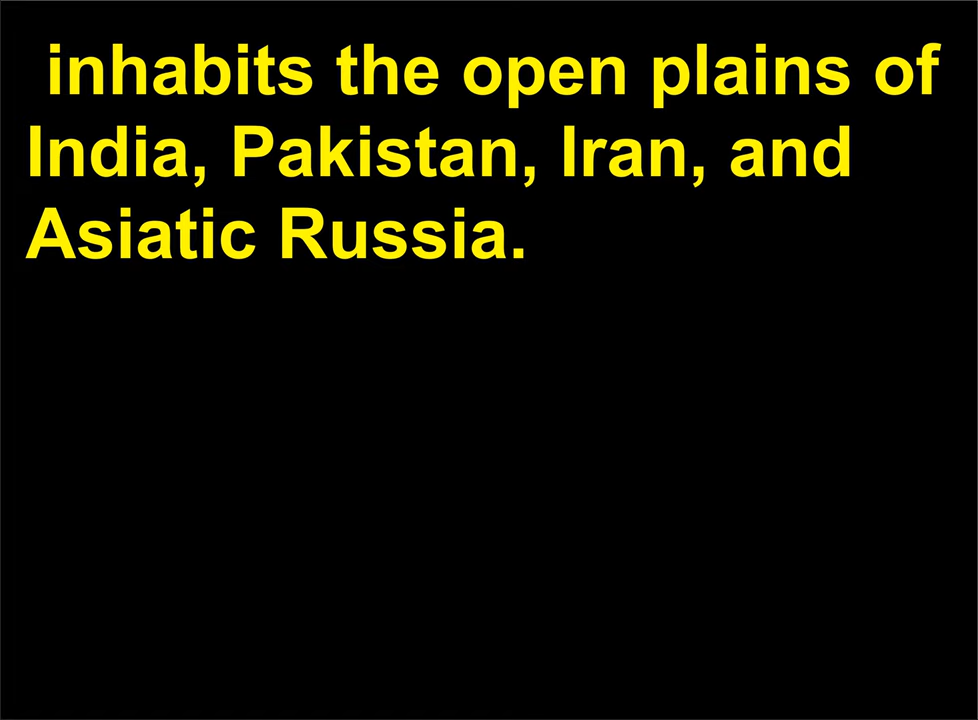 inhabits the open plains of
India, Pakistan, Iran, and
Asiatic Russia.